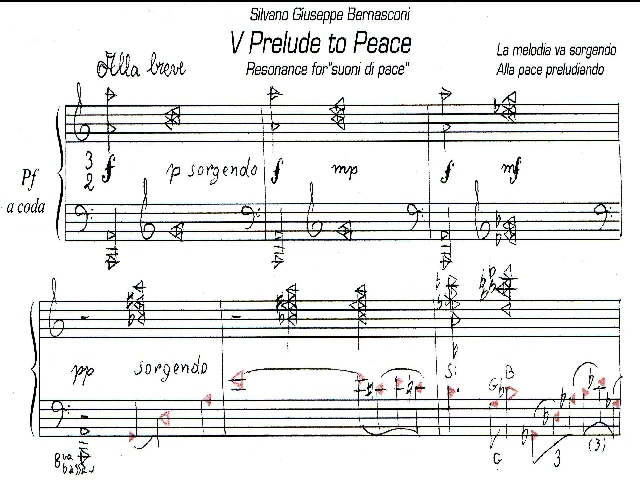 Silvano Giuseppe Bernasconi
V Prelude to Peace
Resonance for"suoni di pace"
La melodia va sorgendo
Alla pace preludiando
Alla breve
Pf
a coda
3
2
f p sorgendo f mp f mf
pp sorgendo
Si G B
8va bassa
G 3 (3)